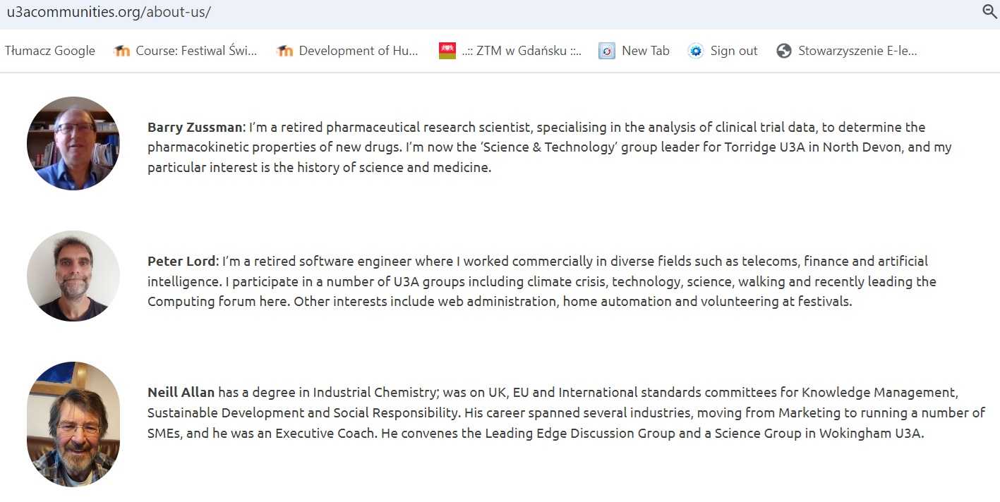 u3acommunities.org/about-us/
Tłumacz Google
Course: Festiwal Świ...
Development of Hu...
..:: ZTM w Gdańsku ::..
New Tab
Sign out
Stowarzyszenie E-le...
Barry Zussman: I’m a retired pharmaceutical research scientist, specialising in the analysis of clinical trial data, to determine the
pharmacokinetic properties of new drugs. I’m now the ‘Science & Technology’ group leader for Torridge U3A in North Devon, and my
particular interest is the history of science and medicine.
Peter Lord: I’m a retired software engineer where I worked commercially in diverse fields such as telecoms, finance and artificial
intelligence. I participate in a number of U3A groups including climate crisis, technology, science, walking and recently leading the
Computing forum here. Other interests include web administration, home automation and volunteering at festivals.
Neill Allan has a degree in Industrial Chemistry; was on UK, EU and International standards committees for Knowledge Management,
Sustainable Development and Social Responsibility. His career spanned several industries, moving from Marketing to running a number of
SMEs, and he was an Executive Coach. He convenes the Leading Edge Discussion Group and a Science Group in Wokingham U3A.